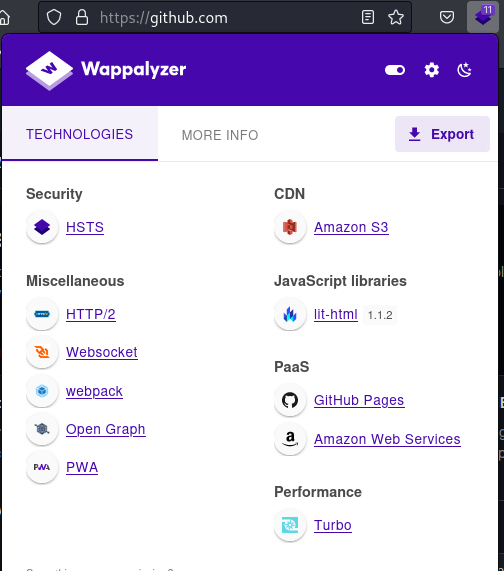 https://github.com
11
Wappalyzer
TECHNOLOGIES
MORE INFO
Export
Security
HSTS
Miscellaneous
HTTP/2
Websocket
webpack
Open Graph
PWA
PWA
CDN
Amazon S3
JavaScript libraries
lit-html 1.1.2
PaaS
GitHub Pages
Amazon Web Services
Performance
Turbo